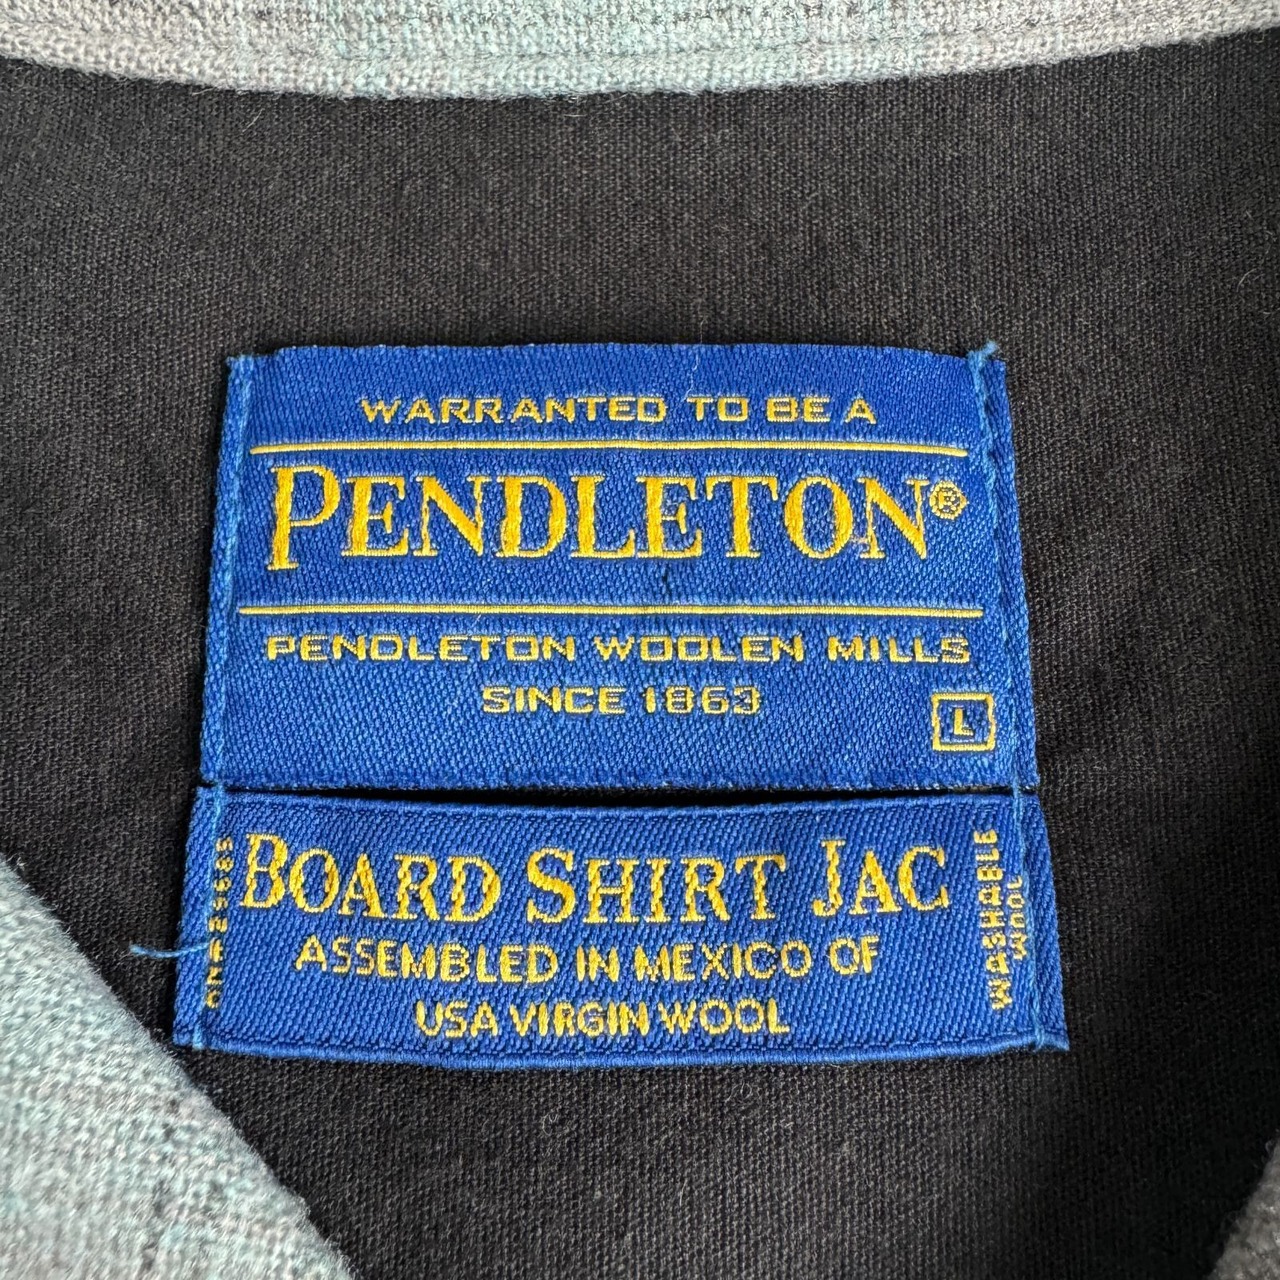 WARRANTED TO BE A
PENDLETON®
PENDLETON WOOLEN MILLS
SINCE 1863
L
BOARD SHIRT JAC
ASSEMBLED IN MEXICO OF
USA VIRGIN WOOL
WASHABLE
WOOL